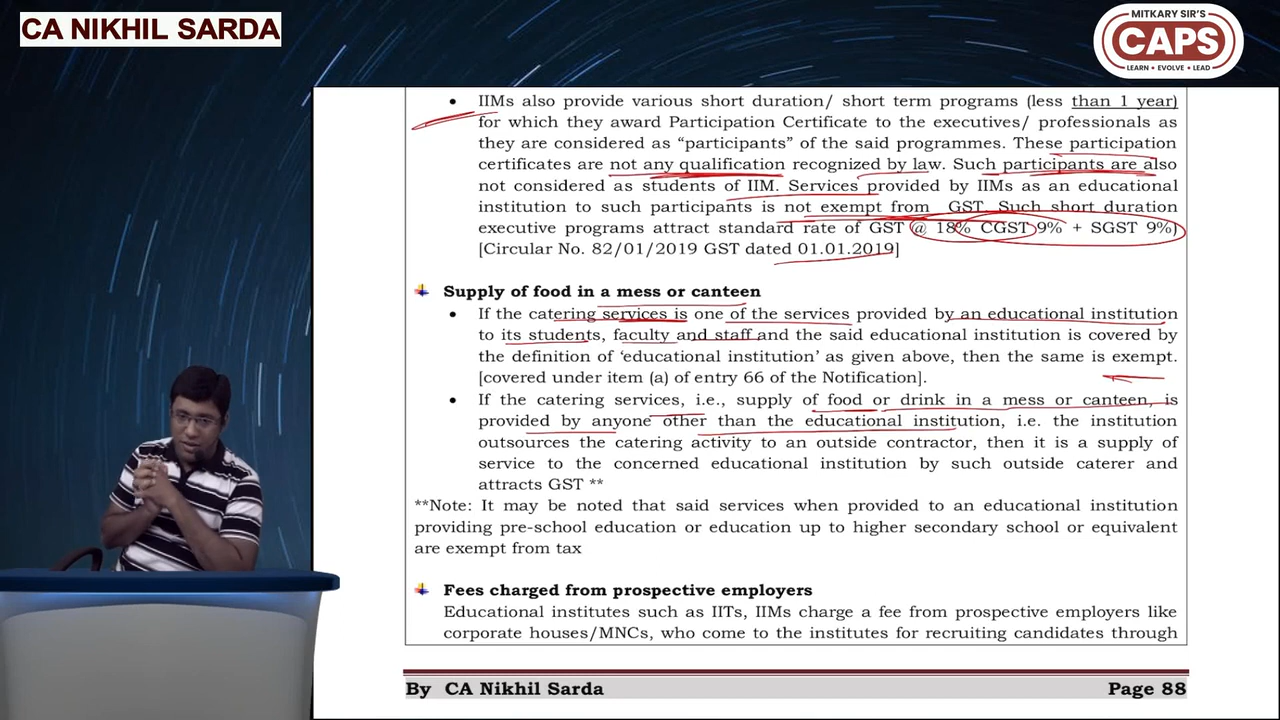 CA NIKHIL SARDA
MITKARY SIR'S
CAPS
LEARN • EVOLVE • LEAD
• IIMs also provide various short duration/ short term programs (less than 1 year)
for which they award Participation Certificate to the executives/ professionals as
they are considered as “participants” of the said programmes. These participation
certificates are not any qualification recognized by law. Such participants are also
not considered as students of IIM. Services provided by IIMs as an educational
institution to such participants is not exempt from GST. Such short duration
executive programs attract standard rate of GST @ 18% CGST 9% + SGST 9%)
[Circular No. 82/01/2019 GST dated 01.01.2019]
Supply of food in a mess or canteen
• If the catering services is one of the services provided by an educational institution
to its students, faculty and staff and the said educational institution is covered by
the definition of ‘educational institution’ as given above, then the same is exempt.
[covered under item (a) of entry 66 of the Notification].
• If the catering services, i.e., supply of food or drink in a mess or canteen, is
provided by anyone other than the educational institution, i.e. the institution
outsources the catering activity to an outside contractor, then it is a supply of
service to the concerned educational institution by such outside caterer and
attracts GST **
**Note: It may be noted that said services when provided to an educational institution
providing pre-school education or education up to higher secondary school or equivalent
are exempt from tax
Fees charged from prospective employers
Educational institutes such as IITs, IIMs charge a fee from prospective employers like
corporate houses/MNCs, who come to the institutes for recruiting candidates through
By CA Nikhil Sarda Page 88